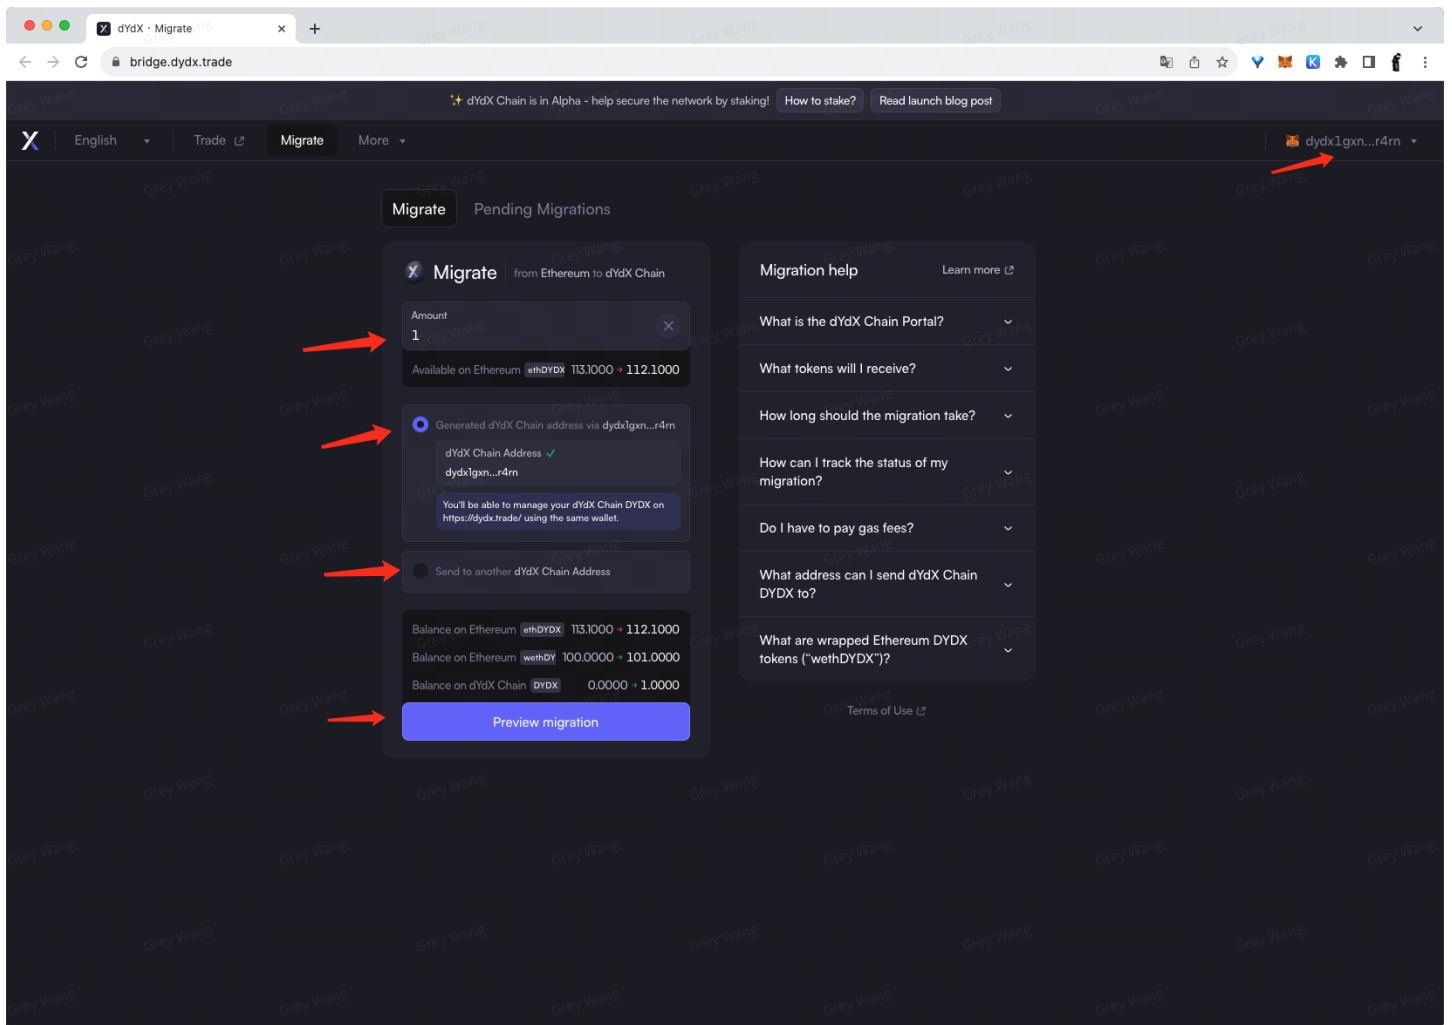 dYdX · Migrate
bridge.dydx.trade
✨ dYdX Chain is in Alpha - help secure the network by staking! How to stake? Read launch blog post
English Trade Migrate More dydx1gxn...r4rn
Migrate Pending Migrations
Migrate from Ethereum to dYdX Chain
Amount
1
Available on Ethereum ethDYDX 113.1000 → 112.1000
Generated dYdX Chain address via dydx1gxn...r4rn
dYdX Chain Address ✓
dydx1gxn...r4rn
You'll be able to manage your dYdX Chain DYDX on
https://dydx.trade/ using the same wallet.
Send to another dYdX Chain Address
Balance on Ethereum ethDYDX 113.1000 → 112.1000
Balance on Ethereum wethDY 100.0000 → 101.0000
Balance on dYdX Chain DYDX 0.0000 → 1.0000
Preview migration
Migration help Learn more
What is the dYdX Chain Portal?
What tokens will I receive?
How long should the migration take?
How can I track the status of my
migration?
Do I have to pay gas fees?
What address can I send dYdX Chain
DYDX to?
What are wrapped Ethereum DYDX
tokens (“wethDYDX”)?
Terms of Use
Grey Wang